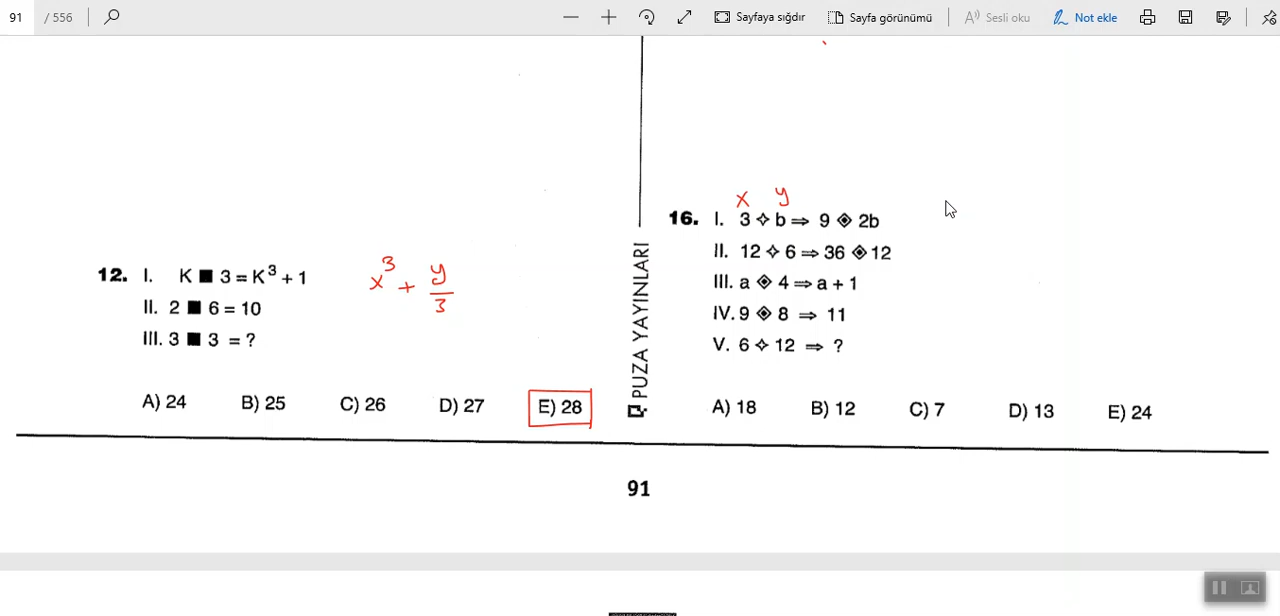 91 / 556 Sayfaya sığdır Sayfa görünümü Sesli oku Not ekle
12. I. K ■ 3 = K³ + 1
x³ + y/3
II. 2 ■ 6 = 10
III. 3 ■ 3 = ?
A) 24 B) 25 C) 26 D) 27 E) 28
PUZA YAYINLARI
x y
16. I. 3 ✧ b ⇒ 9 ◈ 2b
II. 12 ✧ 6 ⇒ 36 ◈ 12
III. a ◈ 4 ⇒ a + 1
IV. 9 ◈ 8 ⇒ 11
V. 6 ✧ 12 ⇒ ?
A) 18 B) 12 C) 7 D) 13 E) 24
91